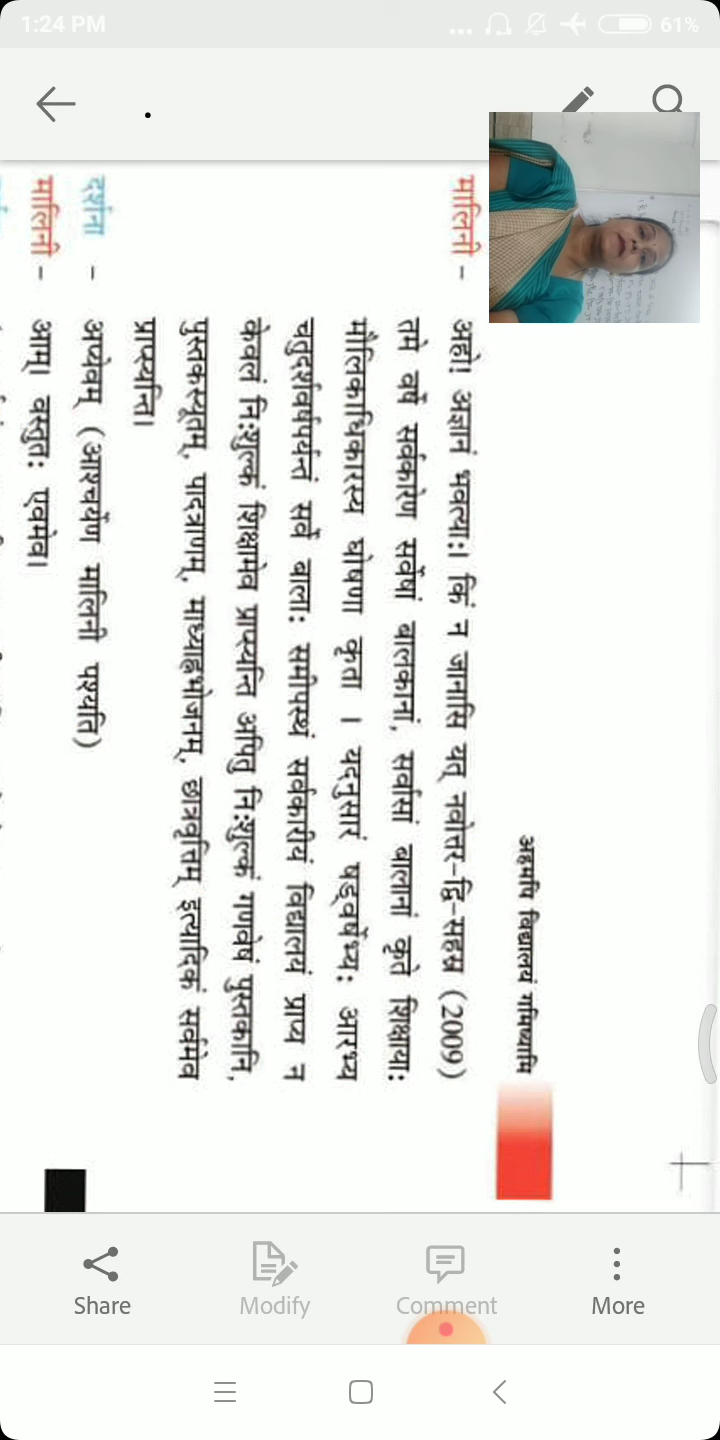 1:24 PM
61%
अहमपि विद्यालयं गमिष्यामि
मालिनी – अहो! अज्ञानं भवत्याः। किं न जानासि यत् नवोत्तर-द्वि-सहस्र (2009)
तमे वर्षे सर्वकारेण सर्वेषां बालकानां, सर्वासां बालानां कृते शिक्षायाः
मौलिकाधिकारस्य घोषणा कृता । यदनुसारं षड्वर्षेभ्यः आरभ्य
चतुर्दशवर्षपर्यन्तं सर्वे बालाः समीपस्थं सर्वकारीयं विद्यालयं प्राप्य न
केवलं निःशुल्कं शिक्षामेव प्राप्स्यन्ति अपितु निःशुल्कं गणवेषं पुस्तकानि,
पुस्तकस्यूतम्, पादत्राणम्, माध्याह्नभोजनम्, छात्रवृत्तिम् इत्यादिकं सर्वमेव
प्राप्स्यन्ति।
दर्शना – अप्येवम् (आश्चर्येण मालिनी पश्यति)
मालिनी – आम्। वस्तुतः एवमेव।
Share
Modify
Comment
More